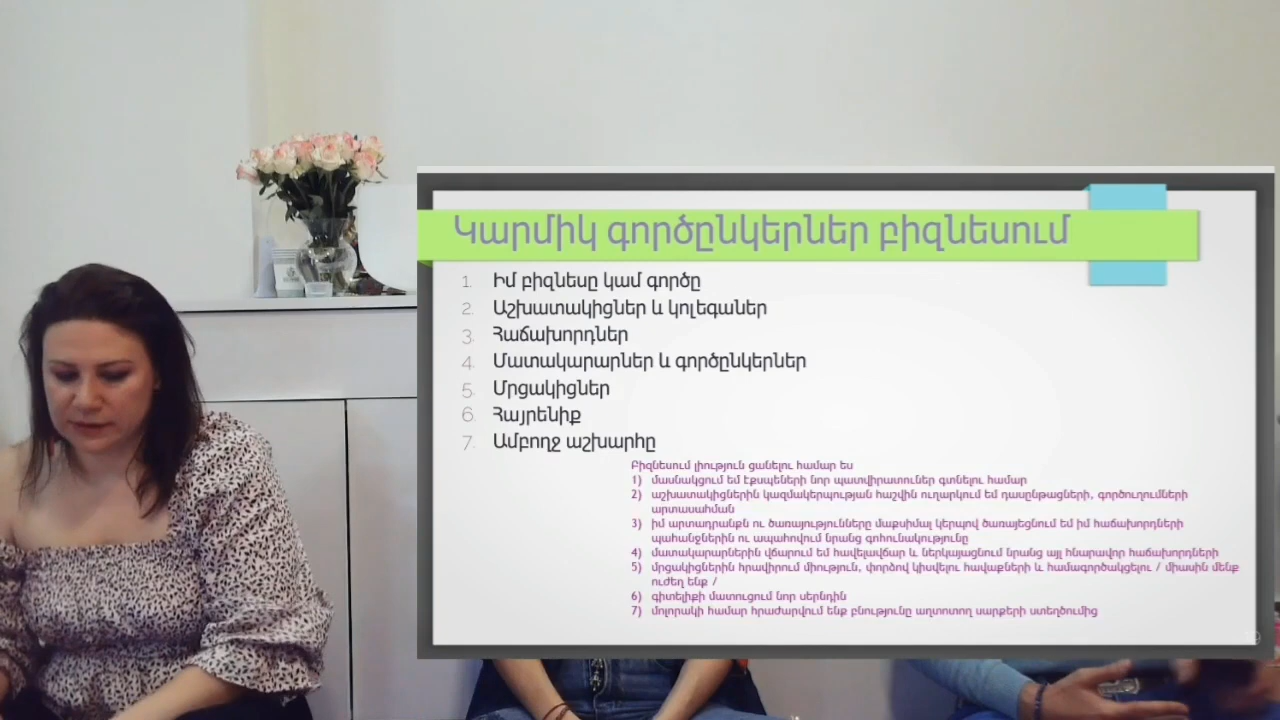 Կարմիկ գործընկերներ բիզնեսում
1. Իմ բիզնեսը կամ գործը
2. Աշխատակիցներ և կոլեգաներ
3. Հաճախորդներ
4. Մատակարարներ և գործընկերներ
5. Մրցակիցներ
6. Հայրենիք
7. Ամբողջ աշխարհը
Բիզնեսում լիություն ցանելու համար ես
1) մասնակցում եմ էքսպեների նոր պատվիրատուներ գտնելու համար
2) աշխատակիցներին կազմակերպության հաշվին ուղարկում եմ դասընթացների, գործուղումների
արտասահման
3) իմ արտադրանքն ու ծառայությունները մաքսիմալ կերպով ծառայեցնում եմ իմ հաճախորդների
պահանջներին ու ապահովում նրանց գոհունակությունը
4) մատակարարներին վճարում եմ հավելավճար և ներկայացնում նրանց այլ հնարավոր հաճախորդների
5) մրցակիցներին հրավիրում միություն, փորձով կիսվելու հավաքների և համագործակցելու / միասին մենք
ուժեղ ենք /
6) գիտելիքի մատուցում նոր սերնդին
7) մոլորակի համար հրաժարվում ենք բնությունը աղտոտող սարքերի ստեղծումից